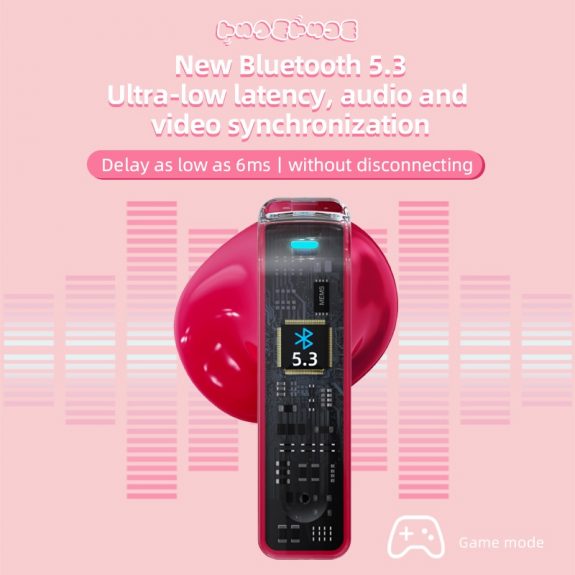 New Bluetooth 5.3
Ultra-low latency, audio and
video synchronization
Delay as low as 6ms | without disconnecting
MEMS
5.3
Game mode